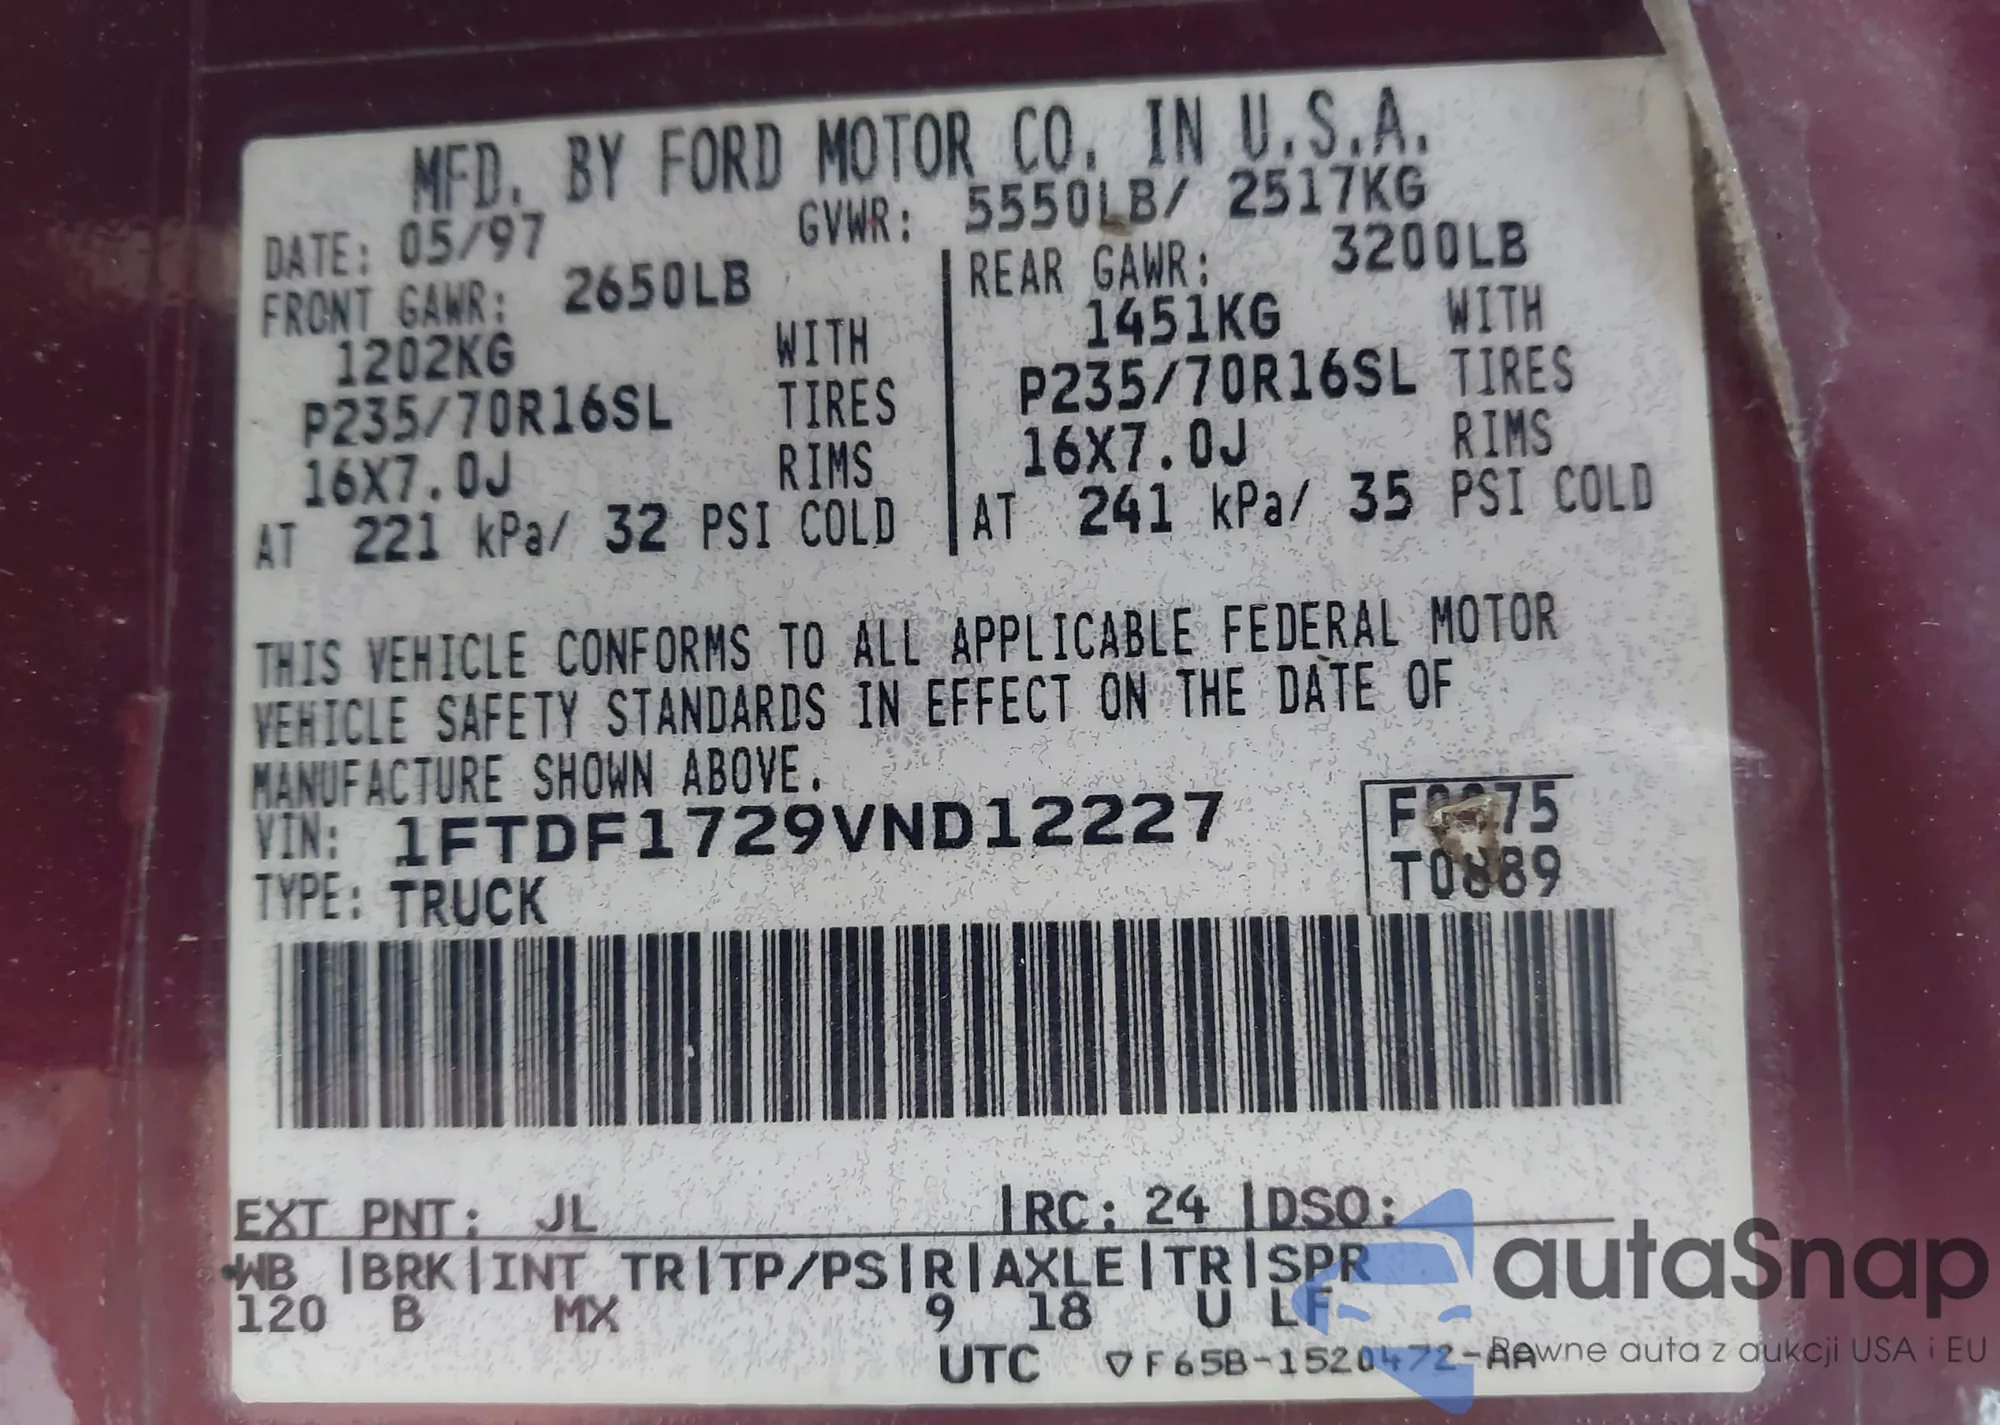 MFD. BY FORD MOTOR CO. IN U.S.A.
DATE: 05/97 GVWR: 5550LB/ 2517KG
FRONT GAWR: 2650LB
1202KG WITH
P235/70R16SL TIRES
16X7.0J RIMS
AT 221 kPa/ 32 PSI COLD
REAR GAWR: 3200LB
1451KG WITH
P235/70R16SL TIRES
16X7.0J RIMS
AT 241 kPa/ 35 PSI COLD
THIS VEHICLE CONFORMS TO ALL APPLICABLE FEDERAL MOTOR
VEHICLE SAFETY STANDARDS IN EFFECT ON THE DATE OF
MANUFACTURE SHOWN ABOVE.
VIN: 1FTDF1729VND12227
TYPE: TRUCK
T0889
EXT PNT: JL |RC: 24 |DSO:
WB |BRK|INT TR|TP/PS|R|AXLE|TR|SPR
120 B MX 9 18 U LF
UTC ▽F65B-1520472-AA
autaSnap
Pewne auta z aukcji USA i EU